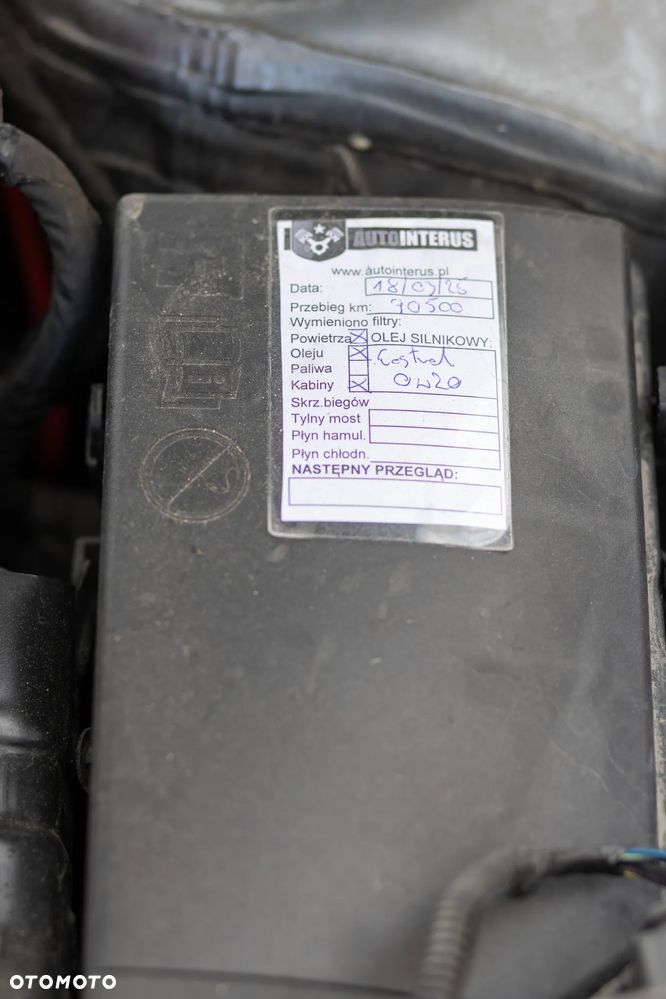 AUTOINTERUS
www.autointerus.pl
Data: 18/03/25
Przebieg km: 70500
Wymieniono filtry:
Powietrza X OLEJ SILNIKOWY:
Oleju X Castrol
Paliwa
Kabiny X 0w20
Skrz.biegów
Tylny most
Płyn hamul.
Płyn chłodn.
NASTĘPNY PRZEGLĄD:
OTOMOTO